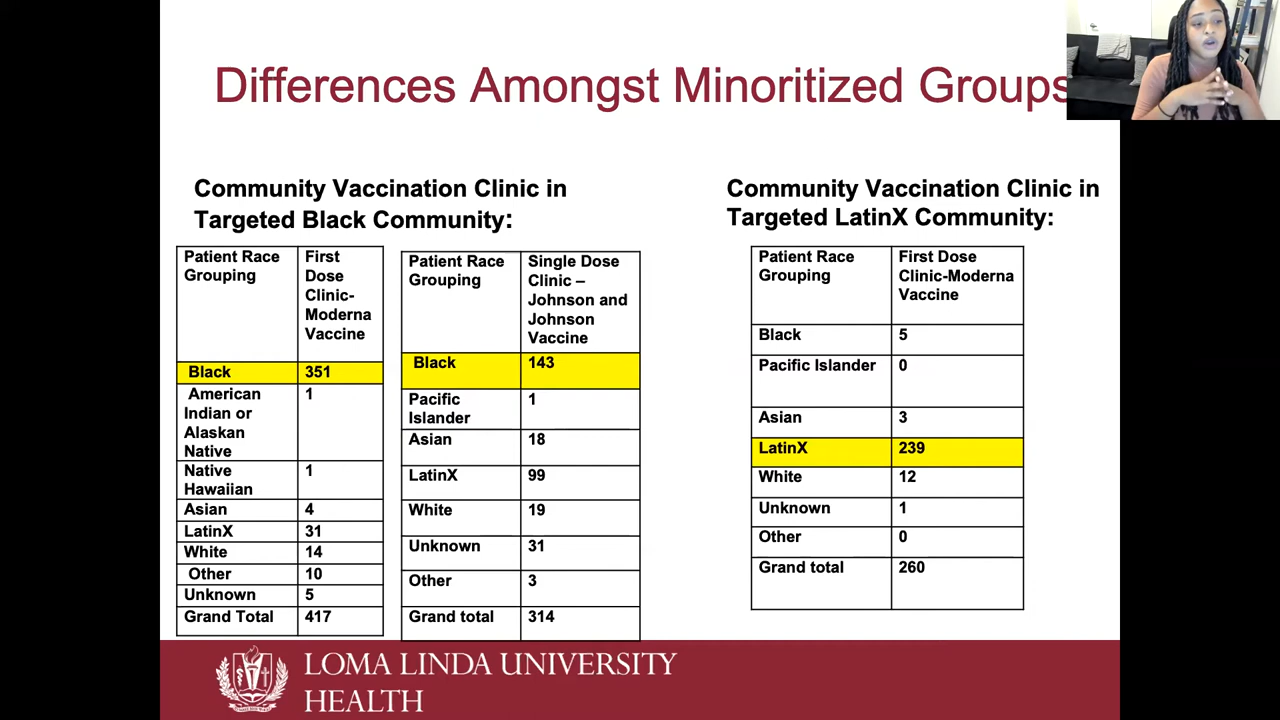 Differences Amongst Minoritized Groups
Community Vaccination Clinic in
Targeted Black Community:
Patient Race
Grouping
First
Dose
Clinic-
Moderna
Vaccine
Black
351
American
Indian or
Alaskan
Native
1
Native
Hawaiian
1
Asian
4
LatinX
31
White
14
Other
10
Unknown
5
Grand Total
417
Patient Race
Grouping
Single Dose
Clinic –
Johnson and
Johnson
Vaccine
Black
143
Pacific
Islander
1
Asian
18
LatinX
99
White
19
Unknown
31
Other
3
Grand total
314
Community Vaccination Clinic in
Targeted LatinX Community:
Patient Race
Grouping
First Dose
Clinic-Moderna
Vaccine
Black
5
Pacific Islander
0
Asian
3
LatinX
239
White
12
Unknown
1
Other
0
Grand total
260
LOMA LINDA UNIVERSITY
HEALTH